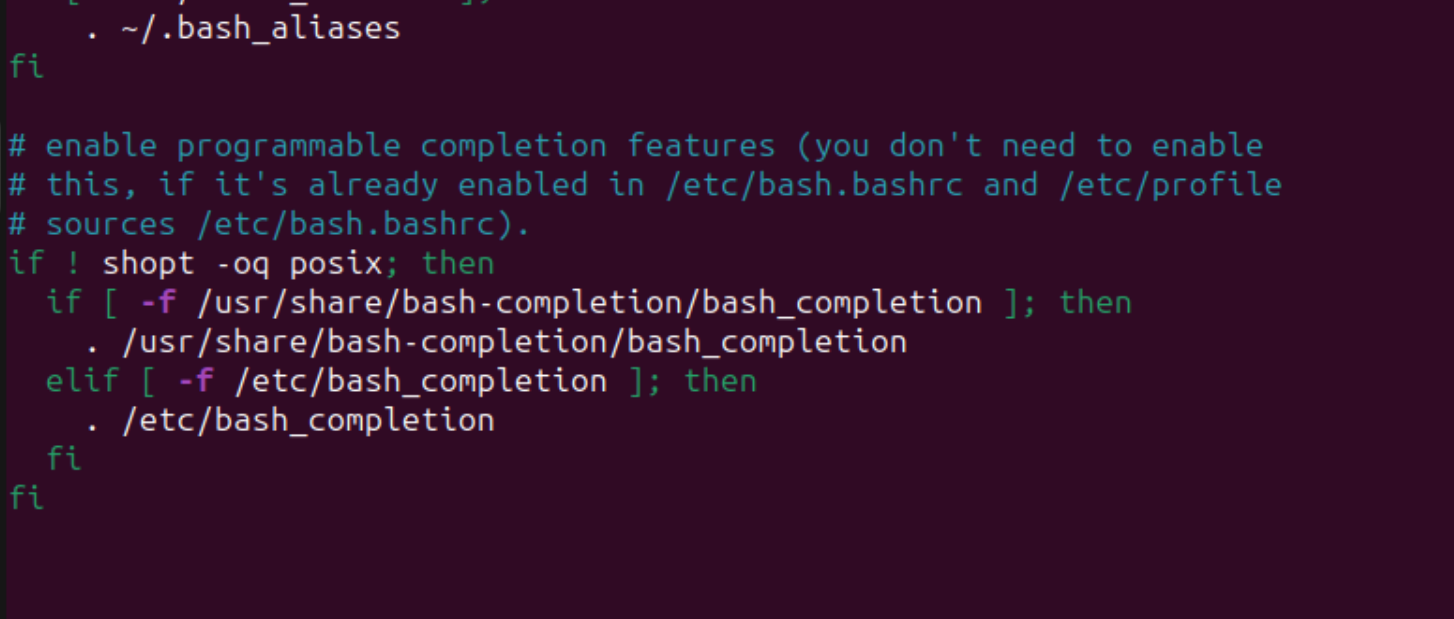 . ~/.bash_aliases
fi
# enable programmable completion features (you don't need to enable
# this, if it's already enabled in /etc/bash.bashrc and /etc/profile
# sources /etc/bash.bashrc).
if ! shopt -oq posix; then
  if [ -f /usr/share/bash-completion/bash_completion ]; then
    . /usr/share/bash-completion/bash_completion
  elif [ -f /etc/bash_completion ]; then
    . /etc/bash_completion
  fi
fi